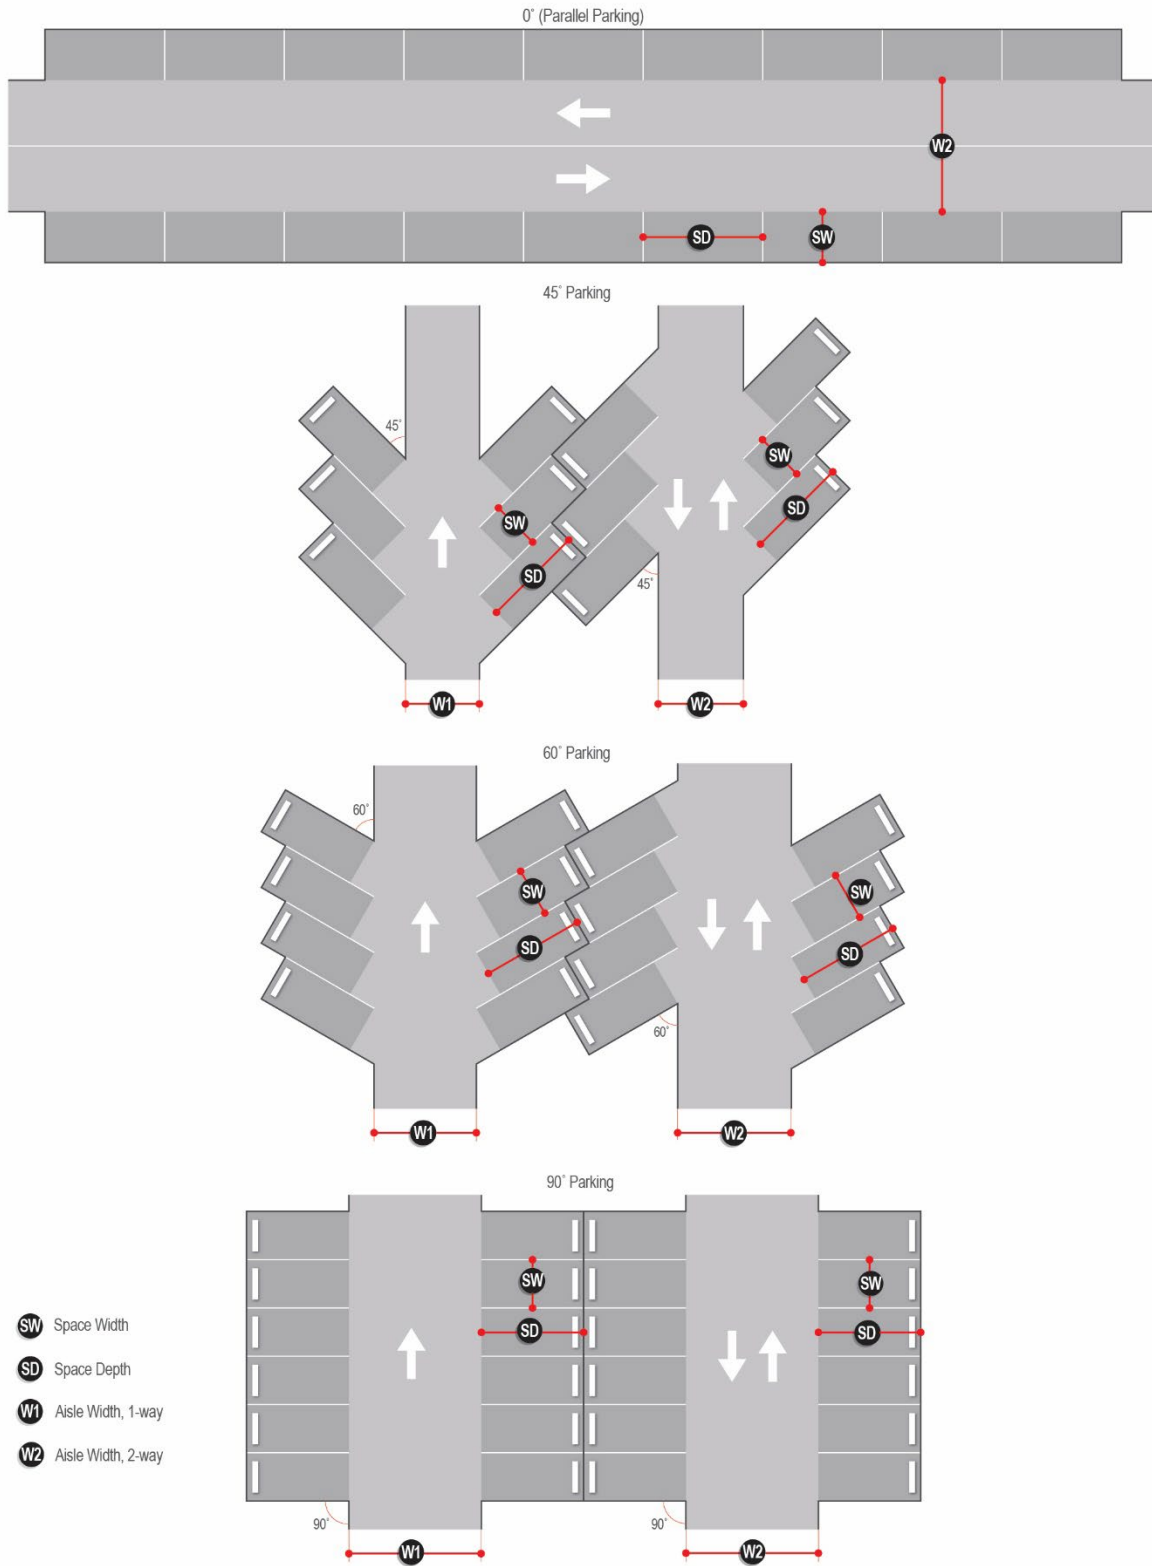 0° (Parallel Parking)
W2
SD
SW
45° Parking
45°
SW
SW
SD
SD
45°
W1
W2
60° Parking
60°
SW
SW
SD
SD
60°
W1
W2
90° Parking
SW
SW
SD
SD
SW Space Width
SD Space Depth
W1 Aisle Width, 1-way
W2 Aisle Width, 2-way
90°
90°
W1
W2